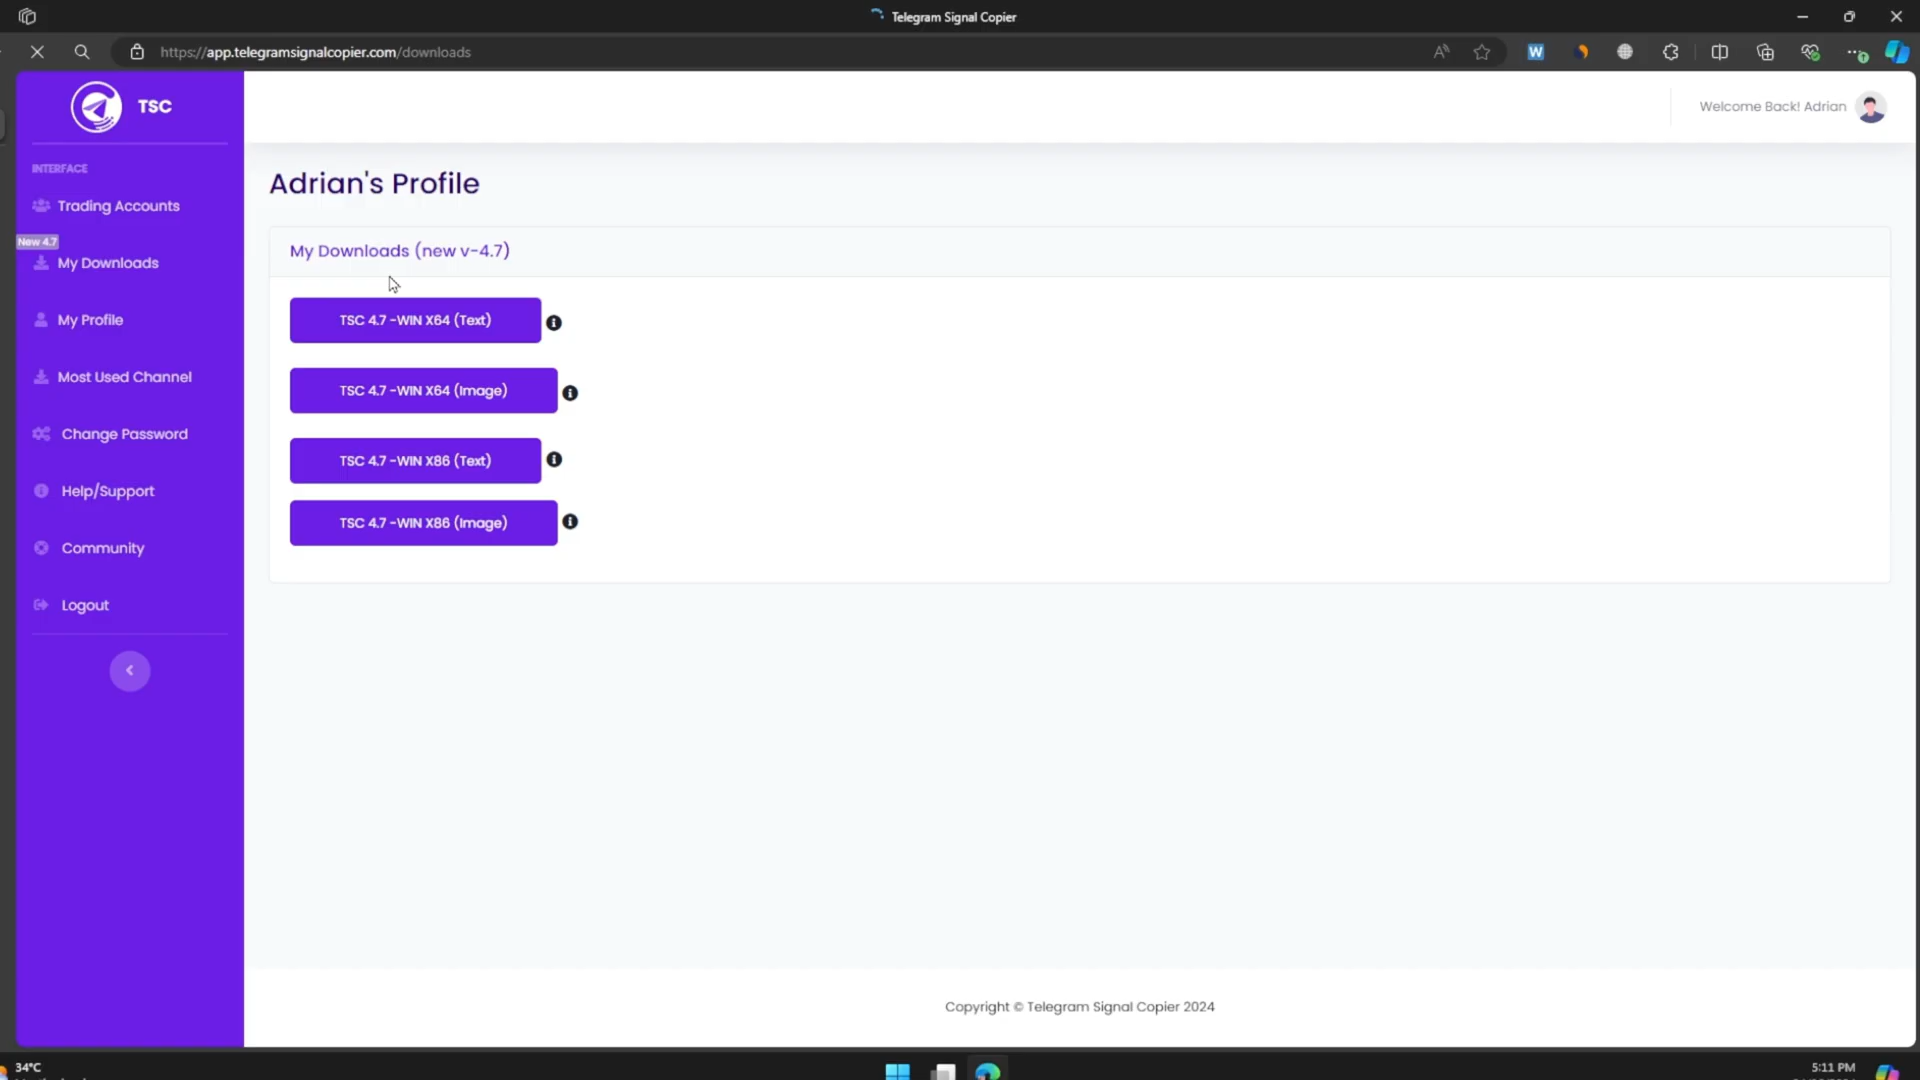 Telegram Signal Copier
https://app.telegramsignalcopier.com/downloads
W
TSC
Welcome Back! Adrian
INTERFACE
Trading Accounts
New 4.7
My Downloads
My Profile
Most Used Channel
Change Password
Help/Support
Community
Logout
Adrian's Profile
My Downloads (new v-4.7)
TSC 4.7 -WIN X64 (Text)
TSC 4.7 -WIN X64 (Image)
TSC 4.7 -WIN X86 (Text)
TSC 4.7 -WIN X86 (Image)
Copyright © Telegram Signal Copier 2024
34°C
5:11 PM